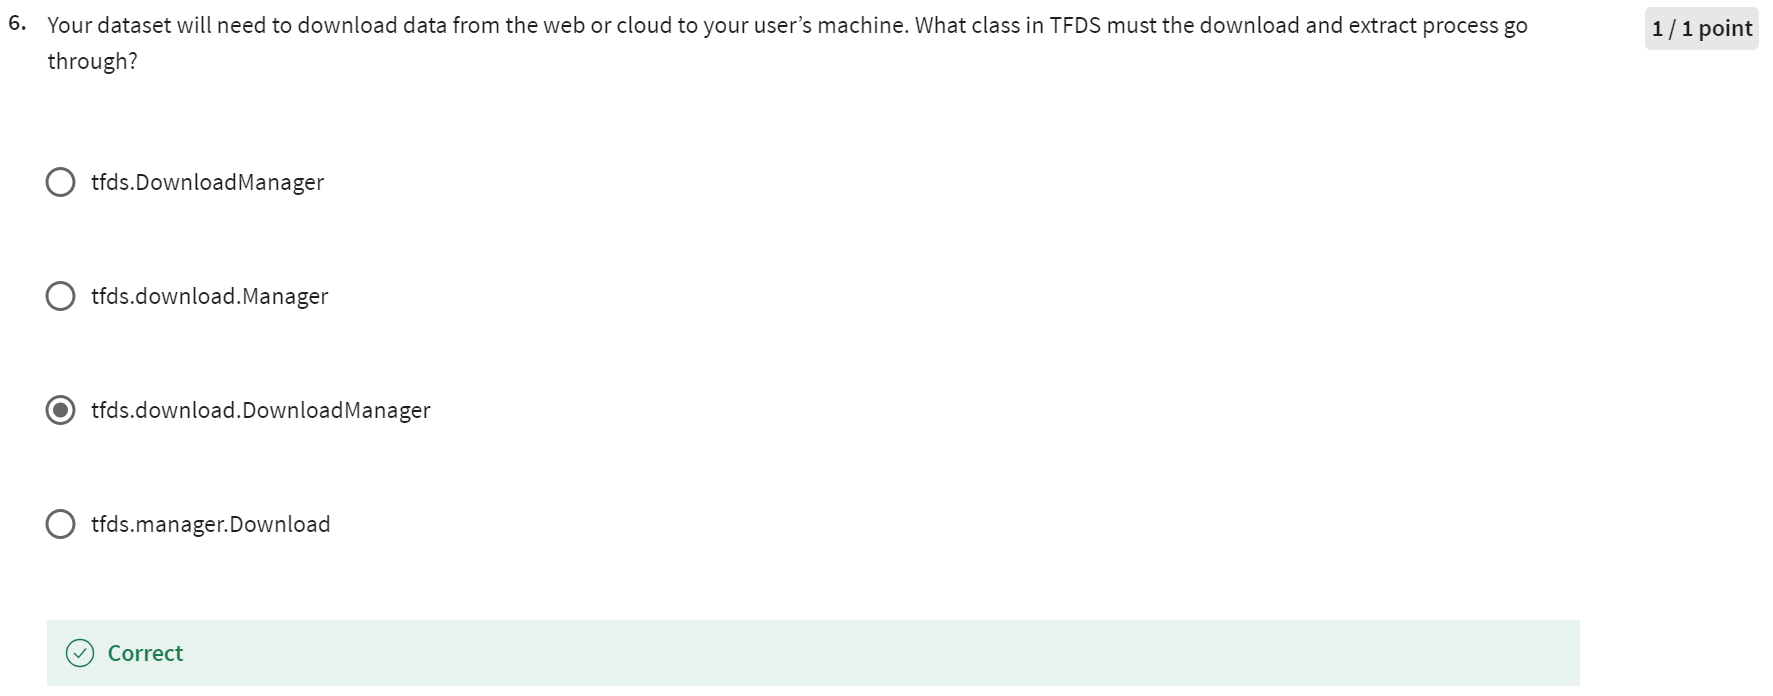 6. Your dataset will need to download data from the web or cloud to your user’s machine. What class in TFDS must the download and extract process go
through?
1 / 1 point
tfds.DownloadManager
tfds.download.Manager
tfds.download.DownloadManager
tfds.manager.Download
Correct